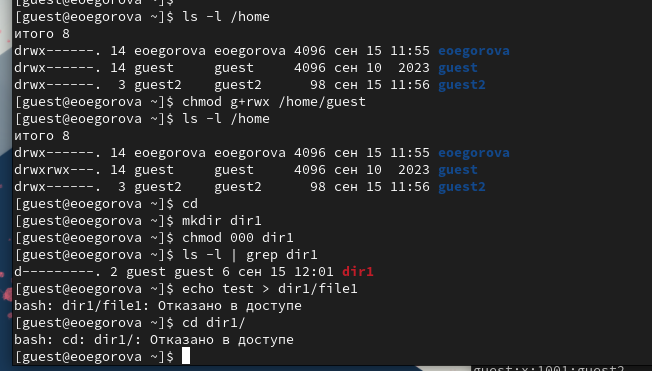 [guest@eoegorova ~]$
[guest@eoegorova ~]$ ls -l /home
итого 8
drwx------. 14 eoegorova eoegorova 4096 сен 15 11:55 eoegorova
drwx------. 14 guest     guest     4096 сен 10  2023 guest
drwx------.  3 guest2    guest2      98 сен 15 11:56 guest2
[guest@eoegorova ~]$ chmod g+rwx /home/guest
[guest@eoegorova ~]$ ls -l /home
итого 8
drwx------. 14 eoegorova eoegorova 4096 сен 15 11:55 eoegorova
drwxrwx---. 14 guest     guest     4096 сен 10  2023 guest
drwx------.  3 guest2    guest2      98 сен 15 11:56 guest2
[guest@eoegorova ~]$ cd
[guest@eoegorova ~]$ mkdir dir1
[guest@eoegorova ~]$ chmod 000 dir1
[guest@eoegorova ~]$ ls -l | grep dir1
d---------. 2 guest guest 6 сен 15 12:01 dir1
[guest@eoegorova ~]$ echo test > dir1/file1
bash: dir1/file1: Отказано в доступе
[guest@eoegorova ~]$ cd dir1/
bash: cd: dir1/: Отказано в доступе
[guest@eoegorova ~]$
guest:x:1001:guest2